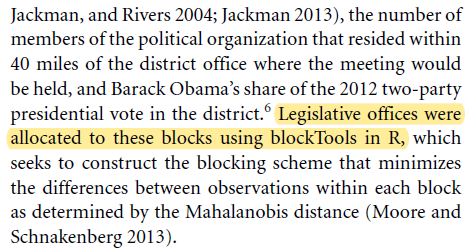 Jackman, and Rivers 2004; Jackman 2013), the number of
members of the political organization that resided within
40 miles of the district office where the meeting would
be held, and Barack Obama's share of the 2012 two-party
presidential vote in the district.⁶ Legislative offices were
allocated to these blocks using blockTools in R, which
seeks to construct the blocking scheme that minimizes
the differences between observations within each block
as determined by the Mahalanobis distance (Moore and
Schnakenberg 2013).